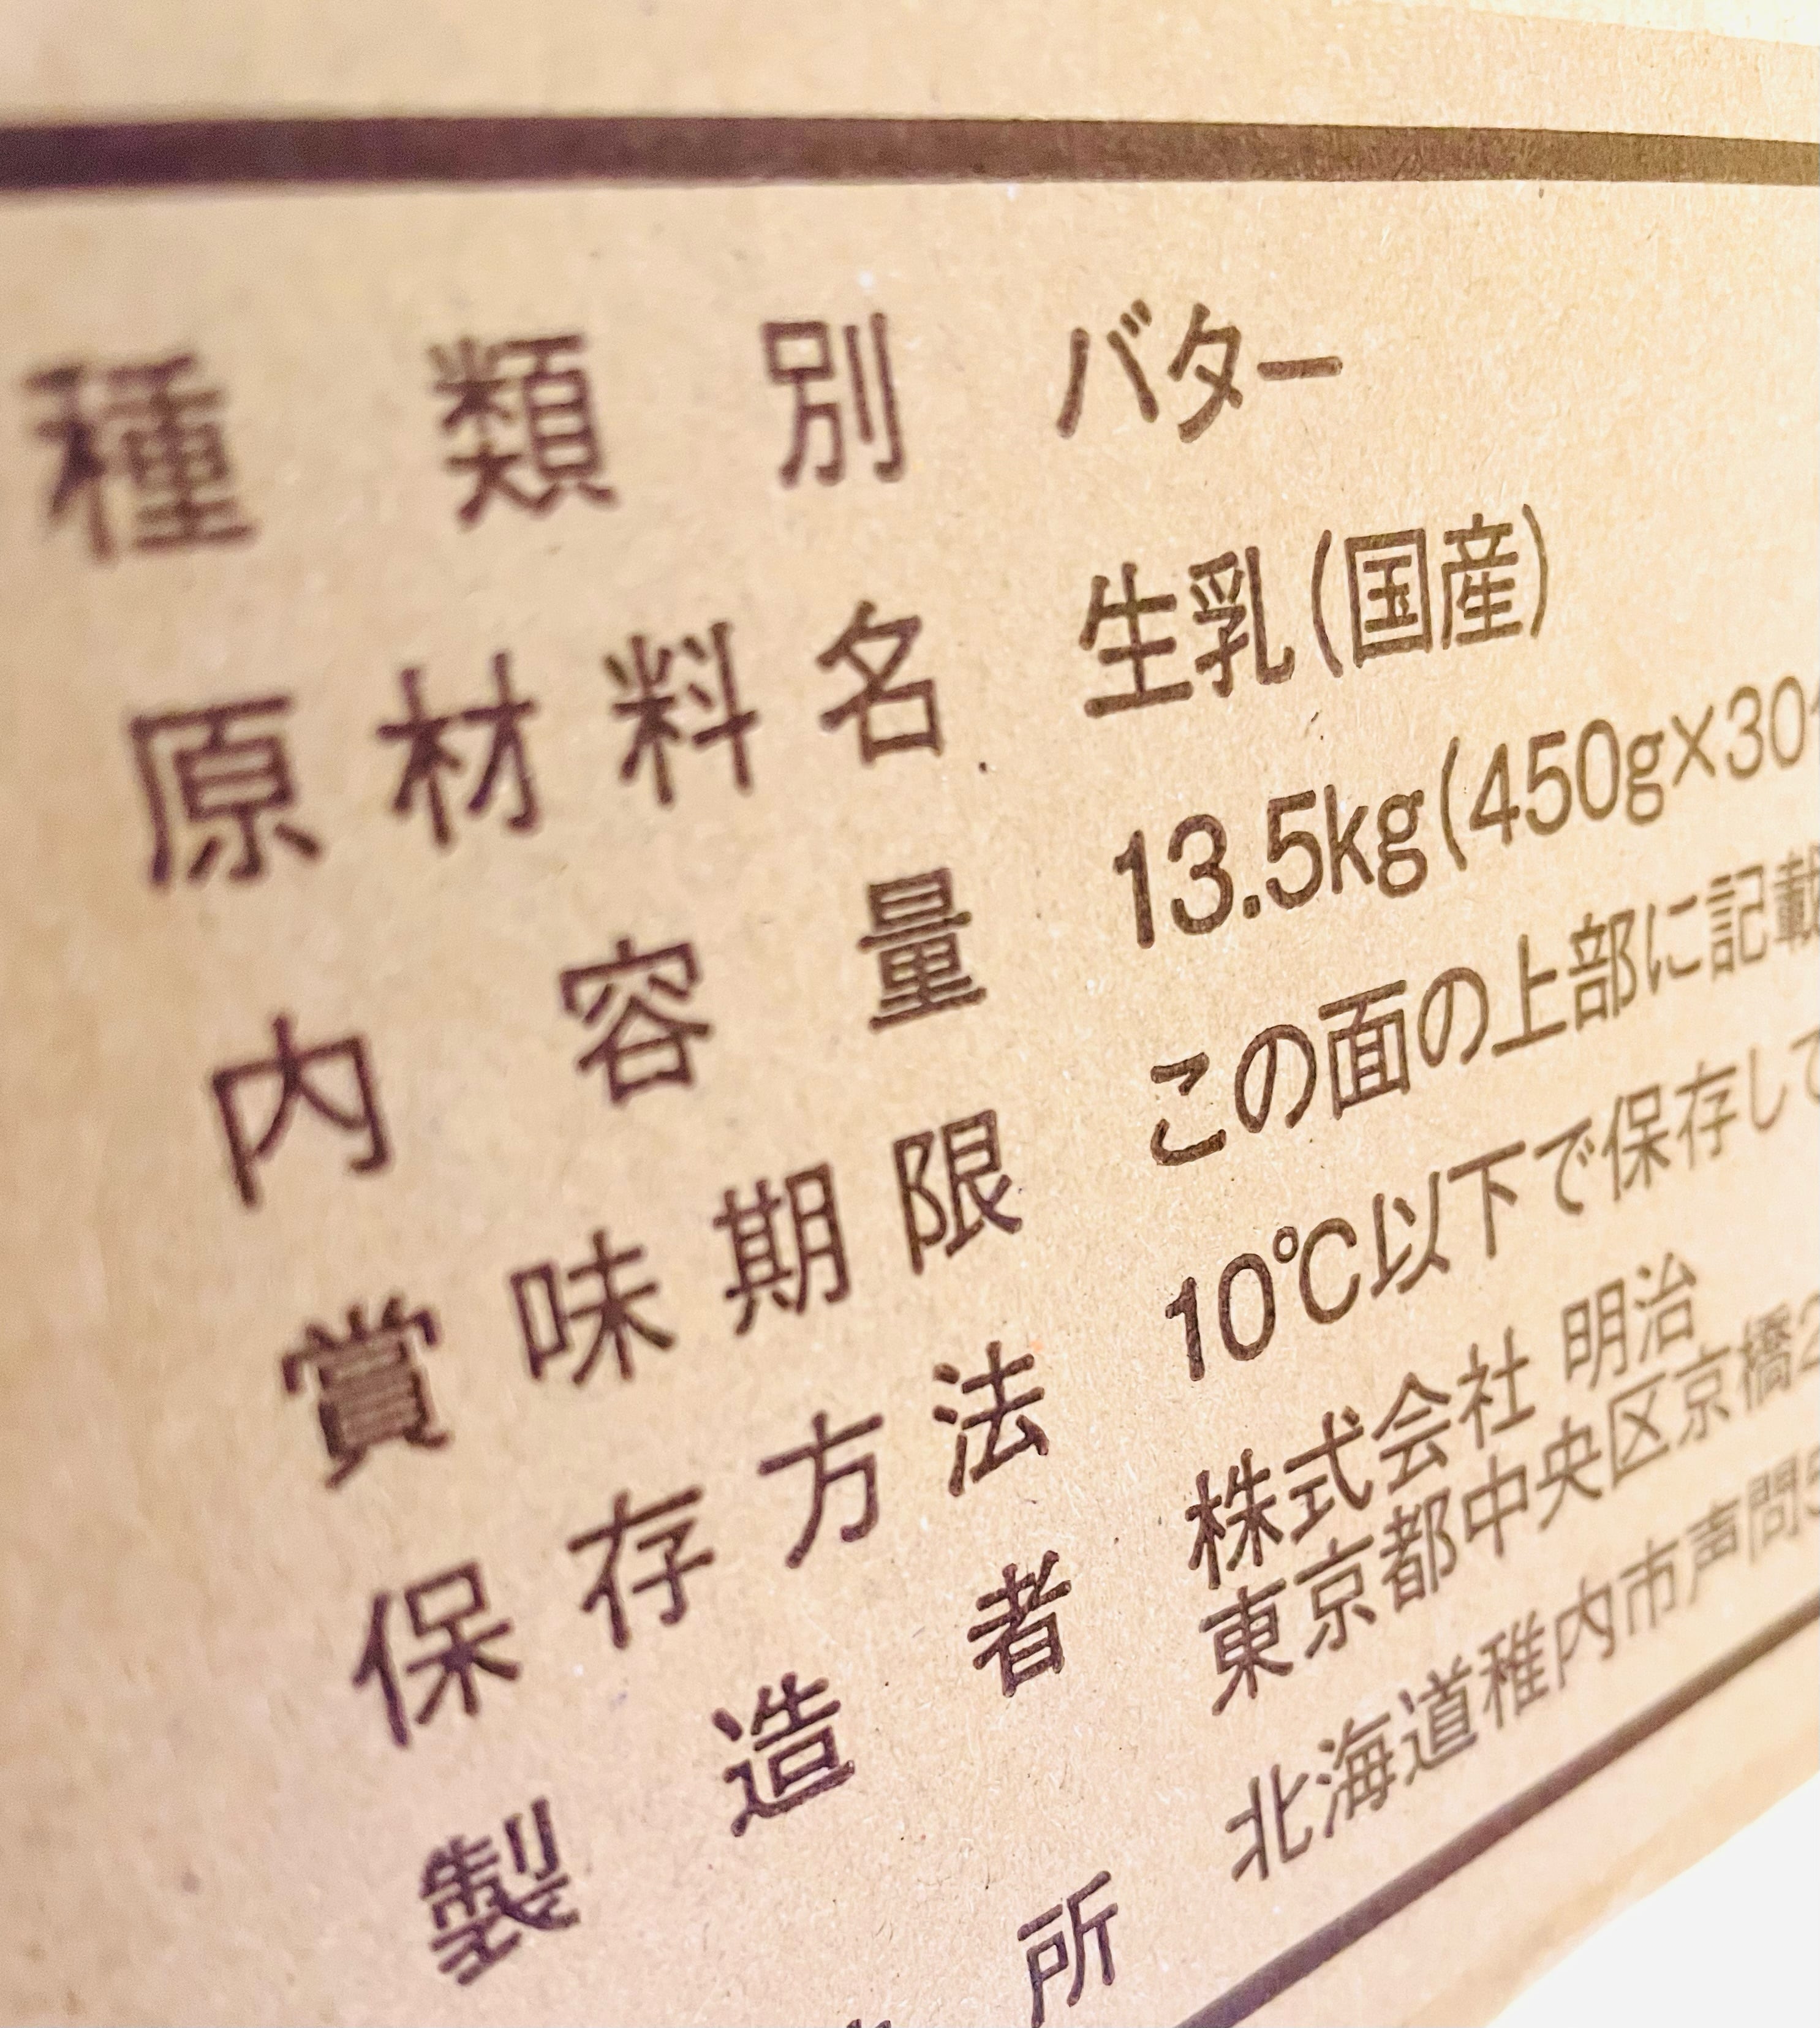 種類別 バター
原材料名 生乳(国産)
内容量 13.5kg(450g×30
賞味期限 この面の上部に記載
保存方法 10℃以下で保存して
製造者 株式会社 明治
東京都中央区京橋2
所 北海道稚内市声問5